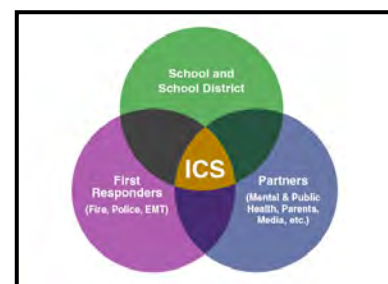 School and
School District
ICS
First
Responders
(Fire, Police, EMT)
Partners
(Mental & Public
Health, Parents,
Media, etc.)